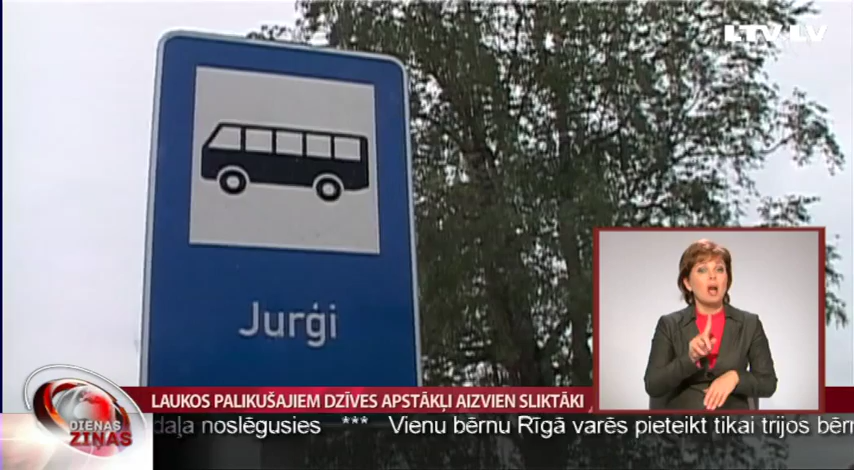 LTV.LV
Jurģi
LAUKOS PALIKUŠAJIEM DZĪVES APSTĀKĻI AIZVIEN SLIKTĀKI
DIENAS
ZIŅAS
daļa noslēgusies *** Vienu bērnu Rīgā varēs pieteikt tikai trijos bērn